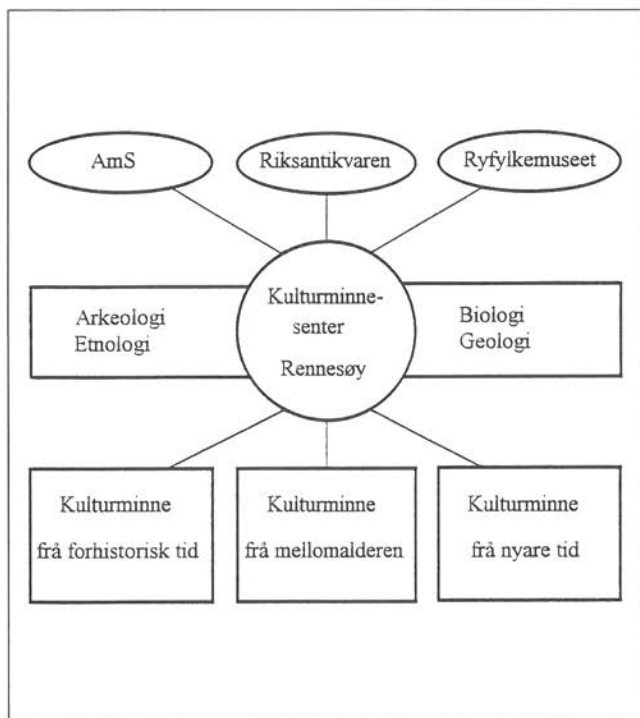 AmS
Riksantikvaren
Ryfylkemuseet
Kulturminne-
senter
Rennesøy
Arkeologi
Etnologi
Biologi
Geologi
Kulturminne
frå forhistorisk tid
Kulturminne
frå mellomalderen
Kulturminne
frå nyare tid